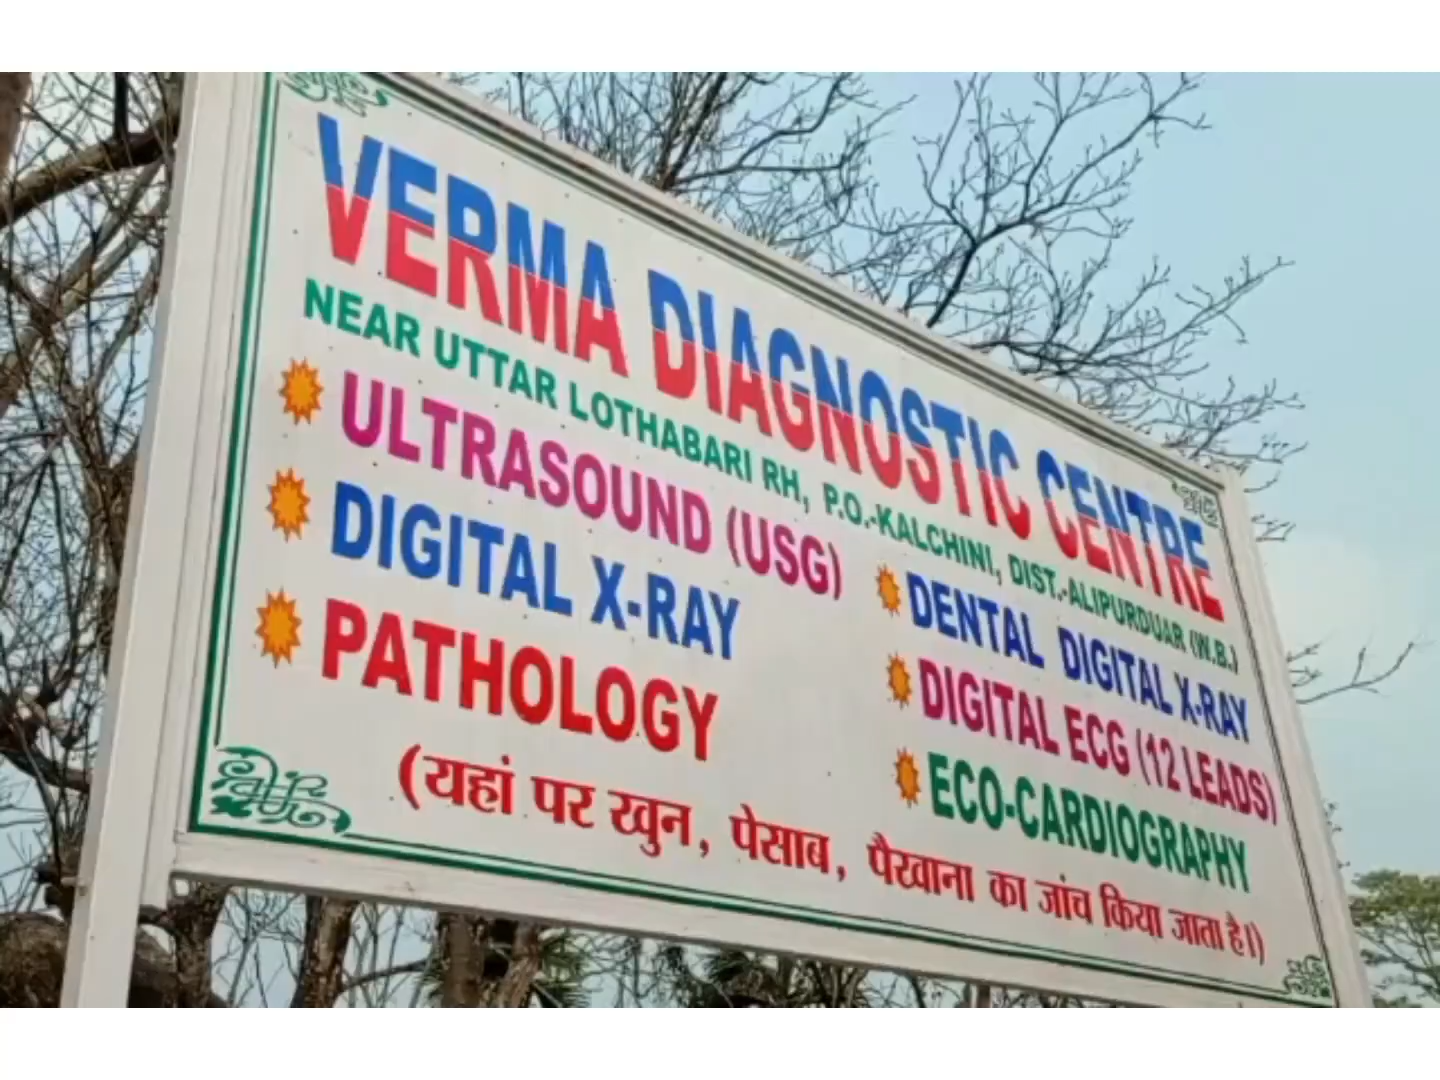 VERMA DIAGNOSTIC CENTRE
NEAR UTTAR LOTHABARI RH, P.O.-KALCHINI, DIST.-ALIPURDUAR (W.B.)
ULTRASOUND (USG)
DIGITAL X-RAY
PATHOLOGY
DENTAL DIGITAL X-RAY
DIGITAL ECG (12 LEADS)
ECO-CARDIOGRAPHY
(यहां पर खुन, पेसाब, पैखाना का जांच किया जाता है।)